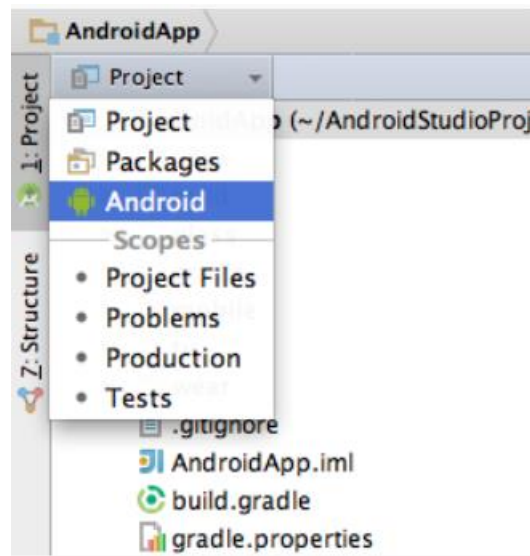 AndroidApp
1: Project
Project
Project
(~/AndroidStudioProj
Packages
Android
Scopes
Project Files
Problems
Production
Tests
Z: Structure
.gitignore
AndroidApp.iml
build.gradle
gradle.properties